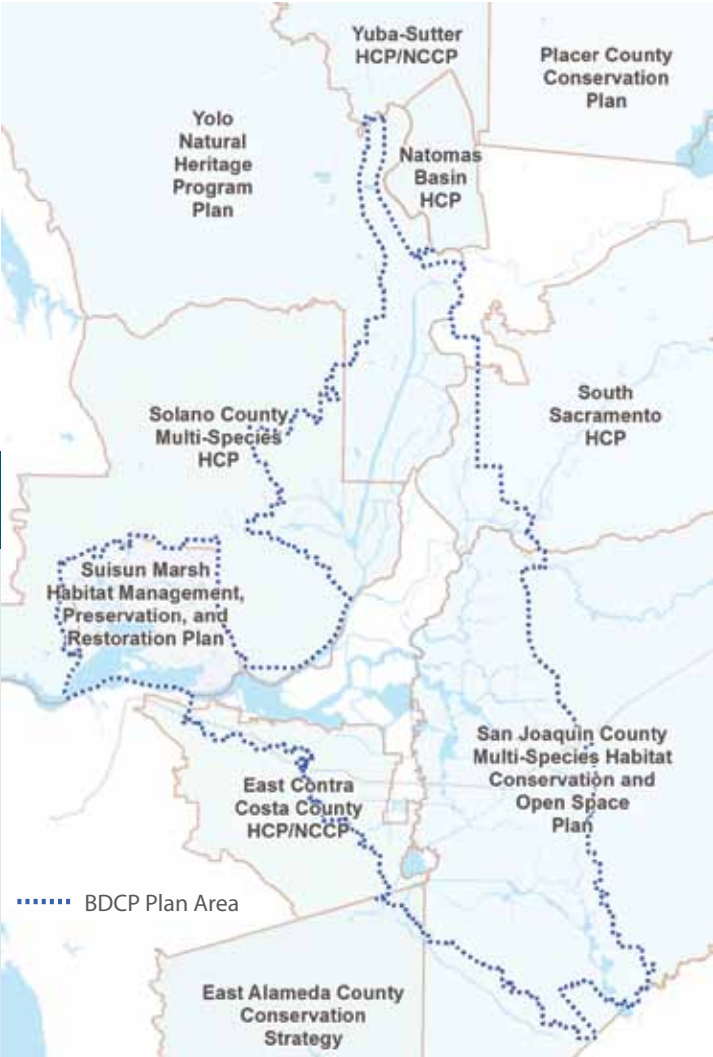 Yuba-Sutter
HCP/NCCP
Placer County
Conservation
Plan
Yolo
Natural
Heritage
Program
Plan
Natomas
Basin
HCP
South
Sacramento
HCP
Solano County
Multi-Species
HCP
Suisun Marsh
Habitat Management,
Preservation, and
Restoration Plan
San Joaquin County
Multi-Species Habitat
Conservation and
Open Space
Plan
East Contra
Costa County
HCP/NCCP
BDCP Plan Area
East Alameda County
Conservation
Strategy